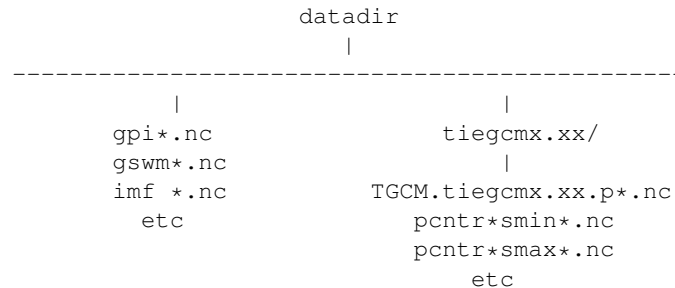 datadir
|
-----------------------------------------------
| |
gpi*.nc tiegcmx.xx/
gswm*.nc |
imf *.nc TGCM.tiegcmx.xx.p*.nc
etc pcntr*smin*.nc
pcntr*smax*.nc
etc